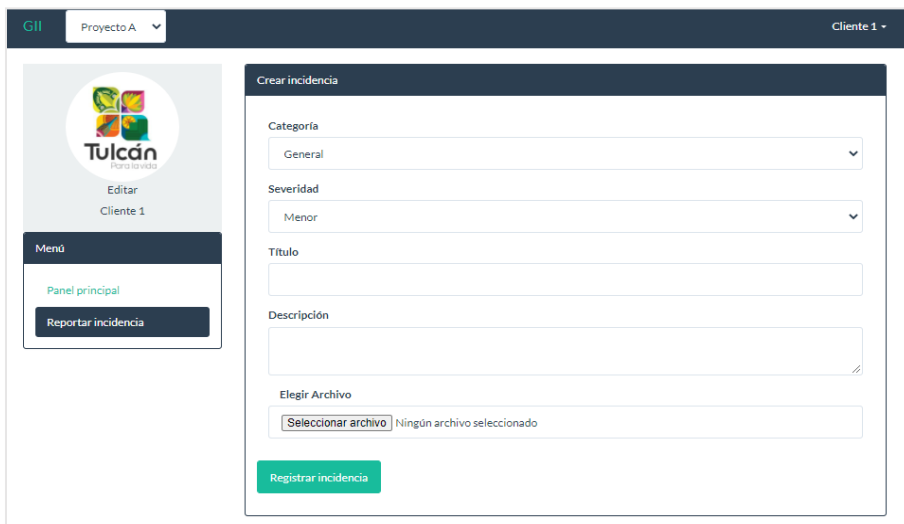 GII
Proyecto A
Cliente 1
Tulcán
Para la vida
Editar
Cliente 1
Menú
Panel principal
Reportar incidencia
Crear incidencia
Categoría
General
Severidad
Menor
Título
Descripción
Elegir Archivo
Seleccionar archivo Ningún archivo seleccionado
Registrar incidencia